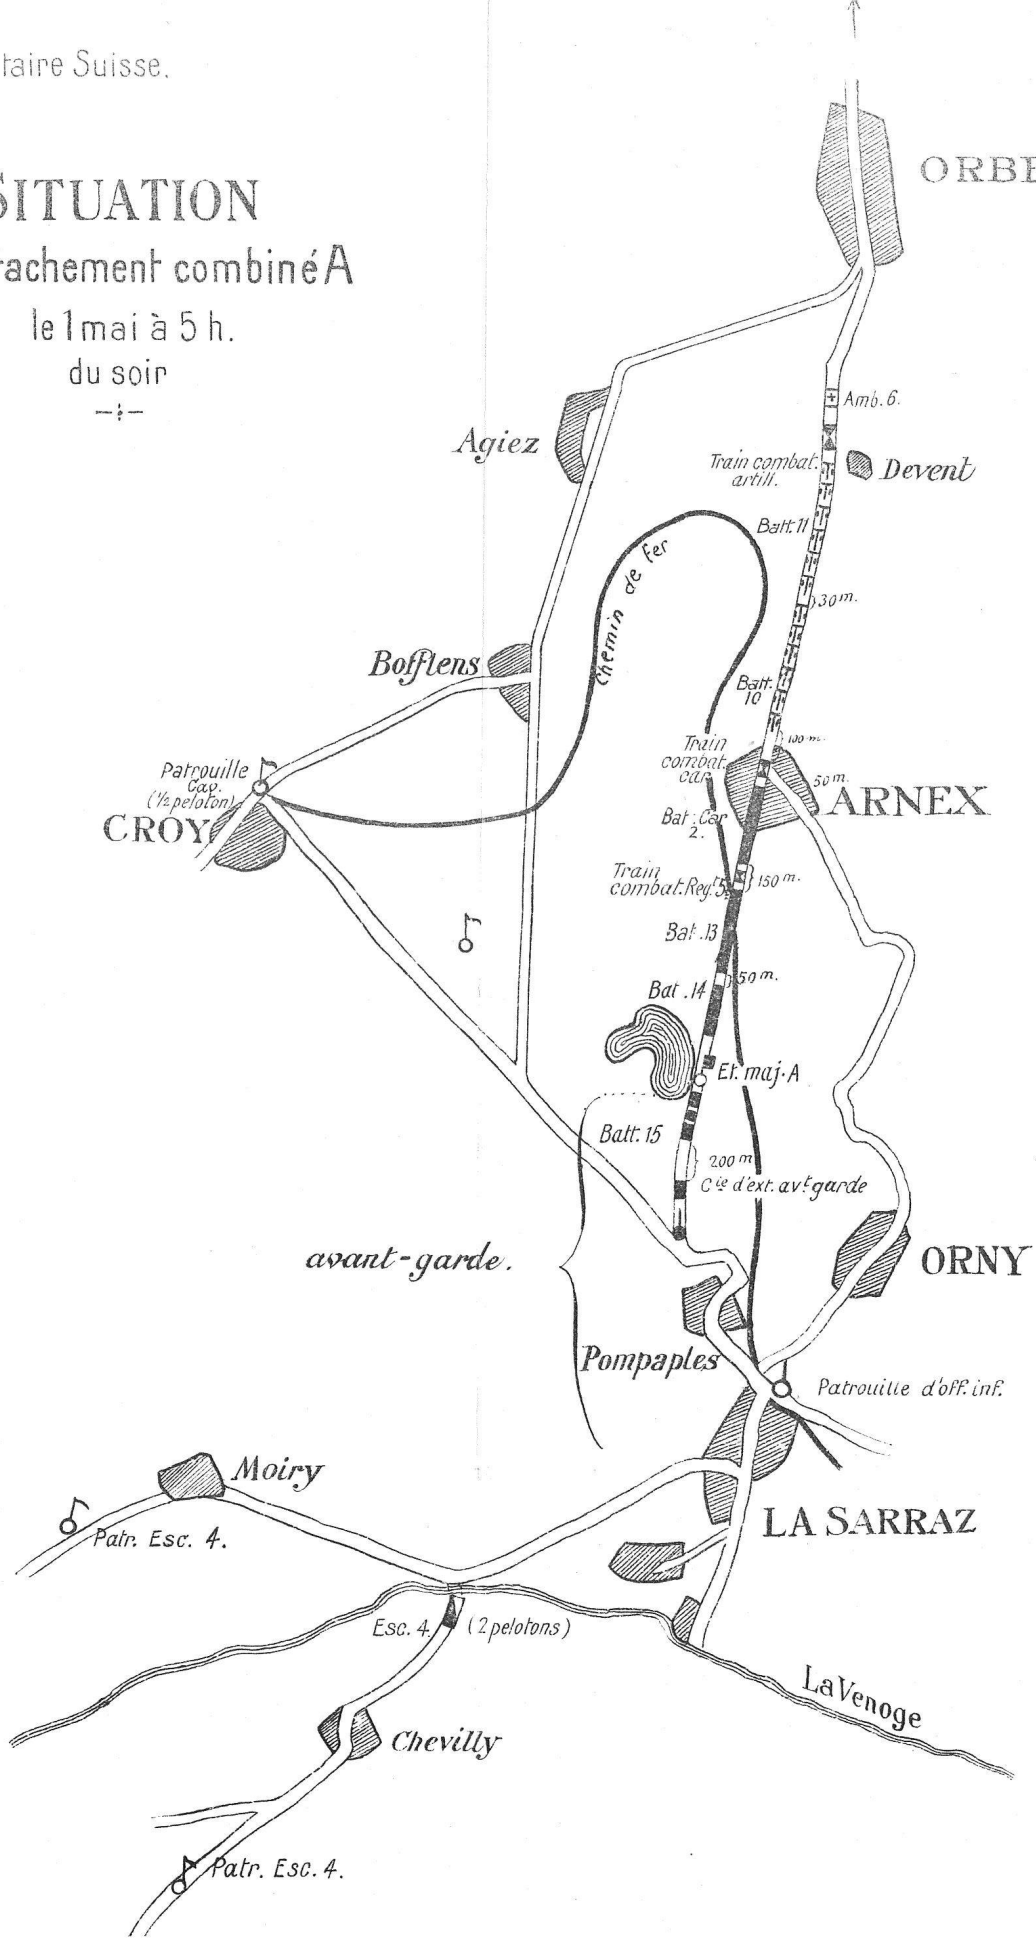 taire Suisse.
SITUATION
tachement combiné A
le 1 mai à 5 h.
du soir
ORBE
Amb. 6.
Agiez
Train combat.
artill.
Devent
Batt. 11
Chemin de fer
30 m.
Bofflens
Batt.
10
100 m.
Train
combat.
car.
Patrouille
Cav.
(1/2 peloton)
50 m.
ARNEX
CROY
Bat. Car
2.
Train
combat. Regt 5
150 m.
Bat. 13
50 m.
Bat. 14
Et. maj. A
Batt. 15
200 m
Cie d'ext. avt garde
avant-garde.
ORNY
Pompaples
Patrouille d'off. inf.
Moiry
LA SARRAZ
Patr. Esc. 4.
Esc. 4.
(2 pelotons)
La Venoge
Chevilly
Patr. Esc. 4.